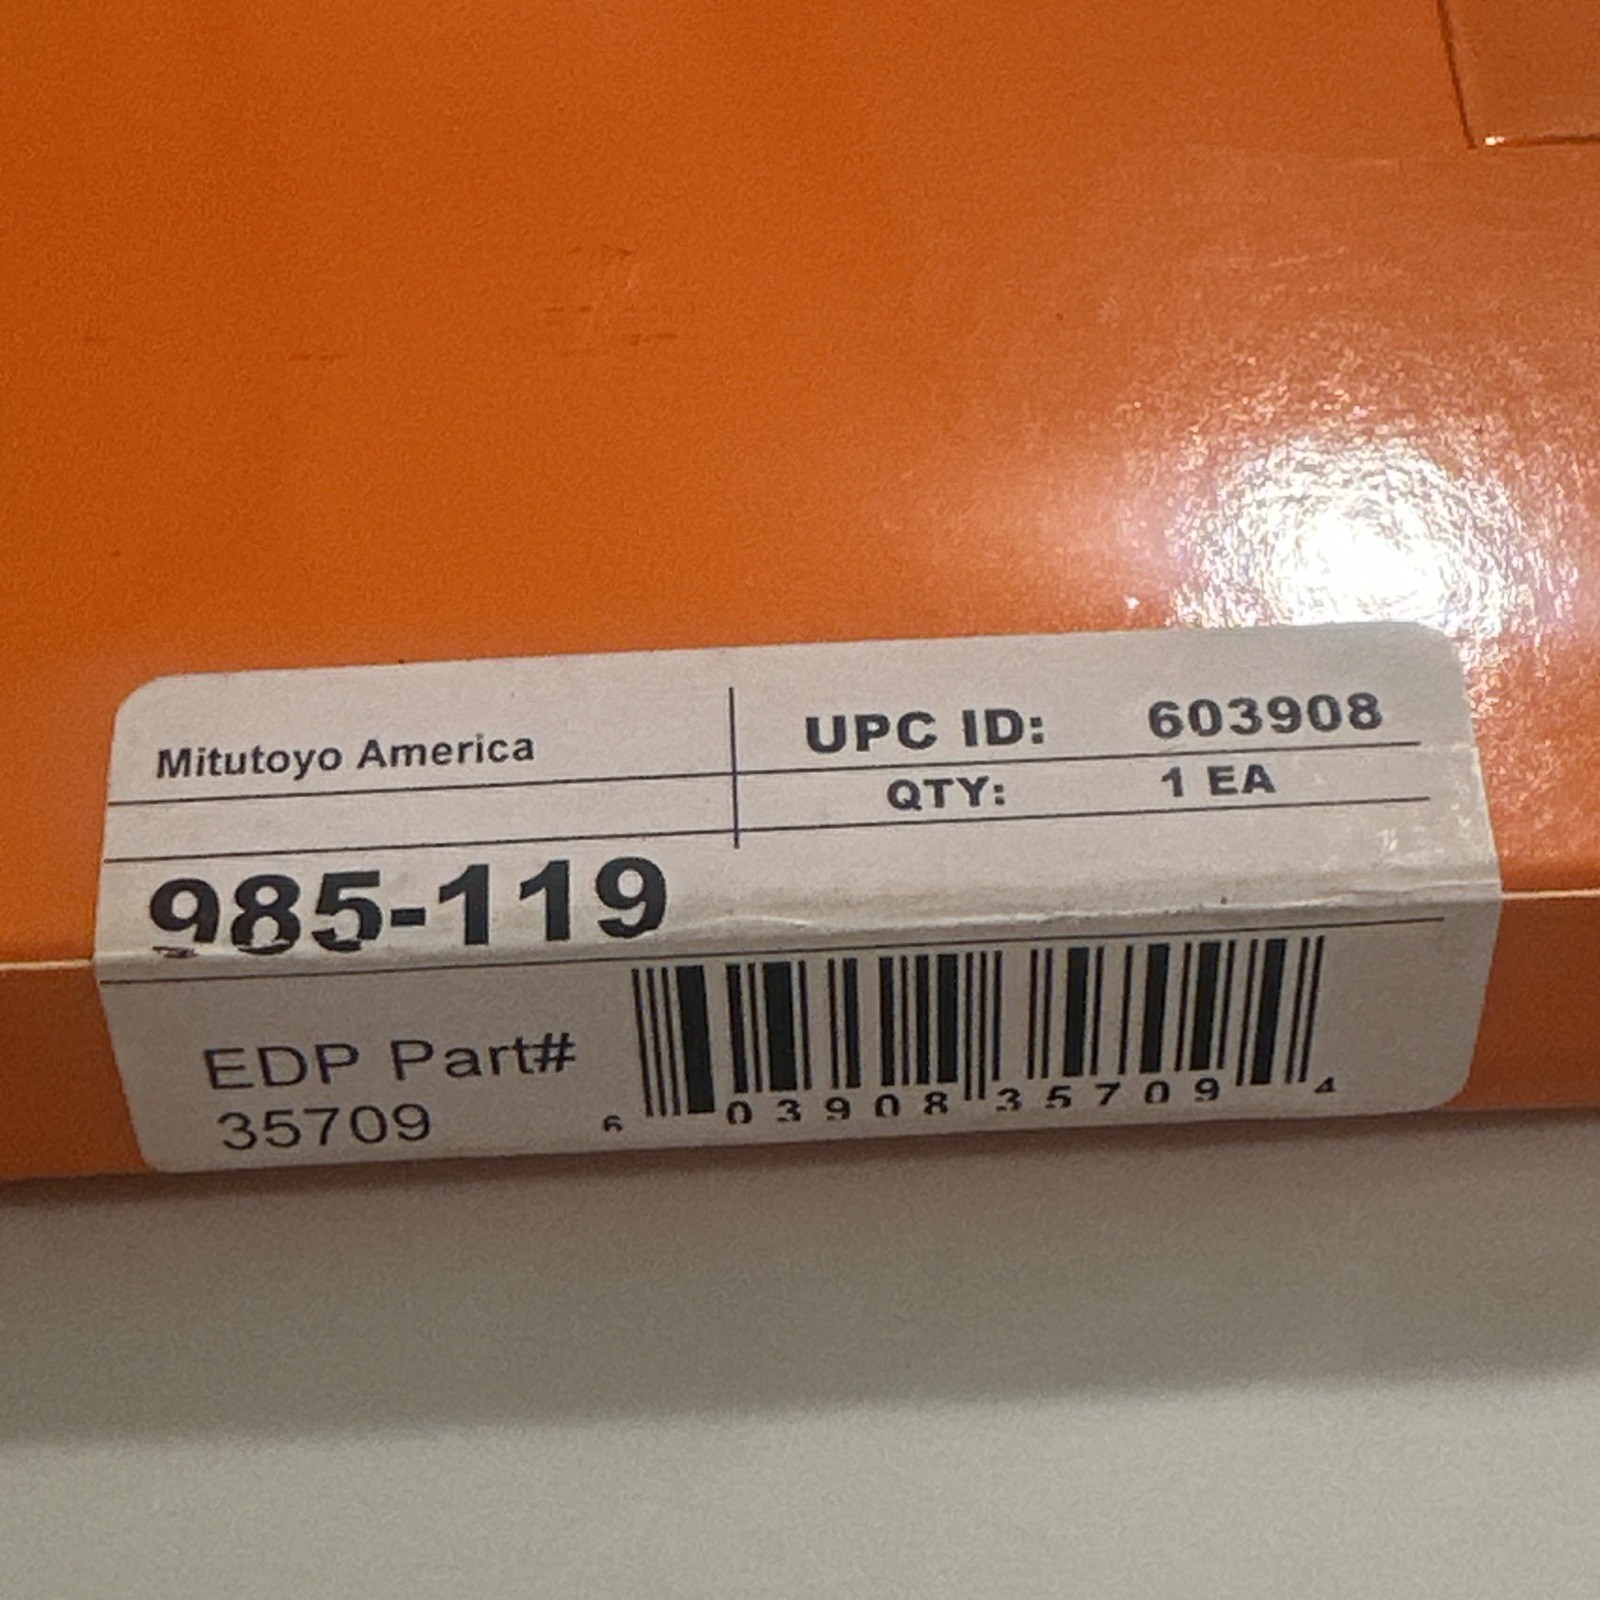 Mitutoyo America
UPC ID: 603908
QTY: 1 EA
985-119
EDP Part#
35709
6 03908 35709 4